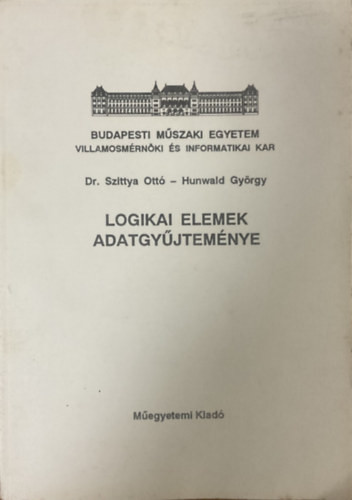 BUDAPESTI MŰSZAKI EGYETEM
VILLAMOSMÉRNÖKI ÉS INFORMATIKAI KAR
Dr. Szittya Ottó – Hunwald György
LOGIKAI ELEMEK
ADATGYŰJTEMÉNYE
Műegyetemi Kiadó